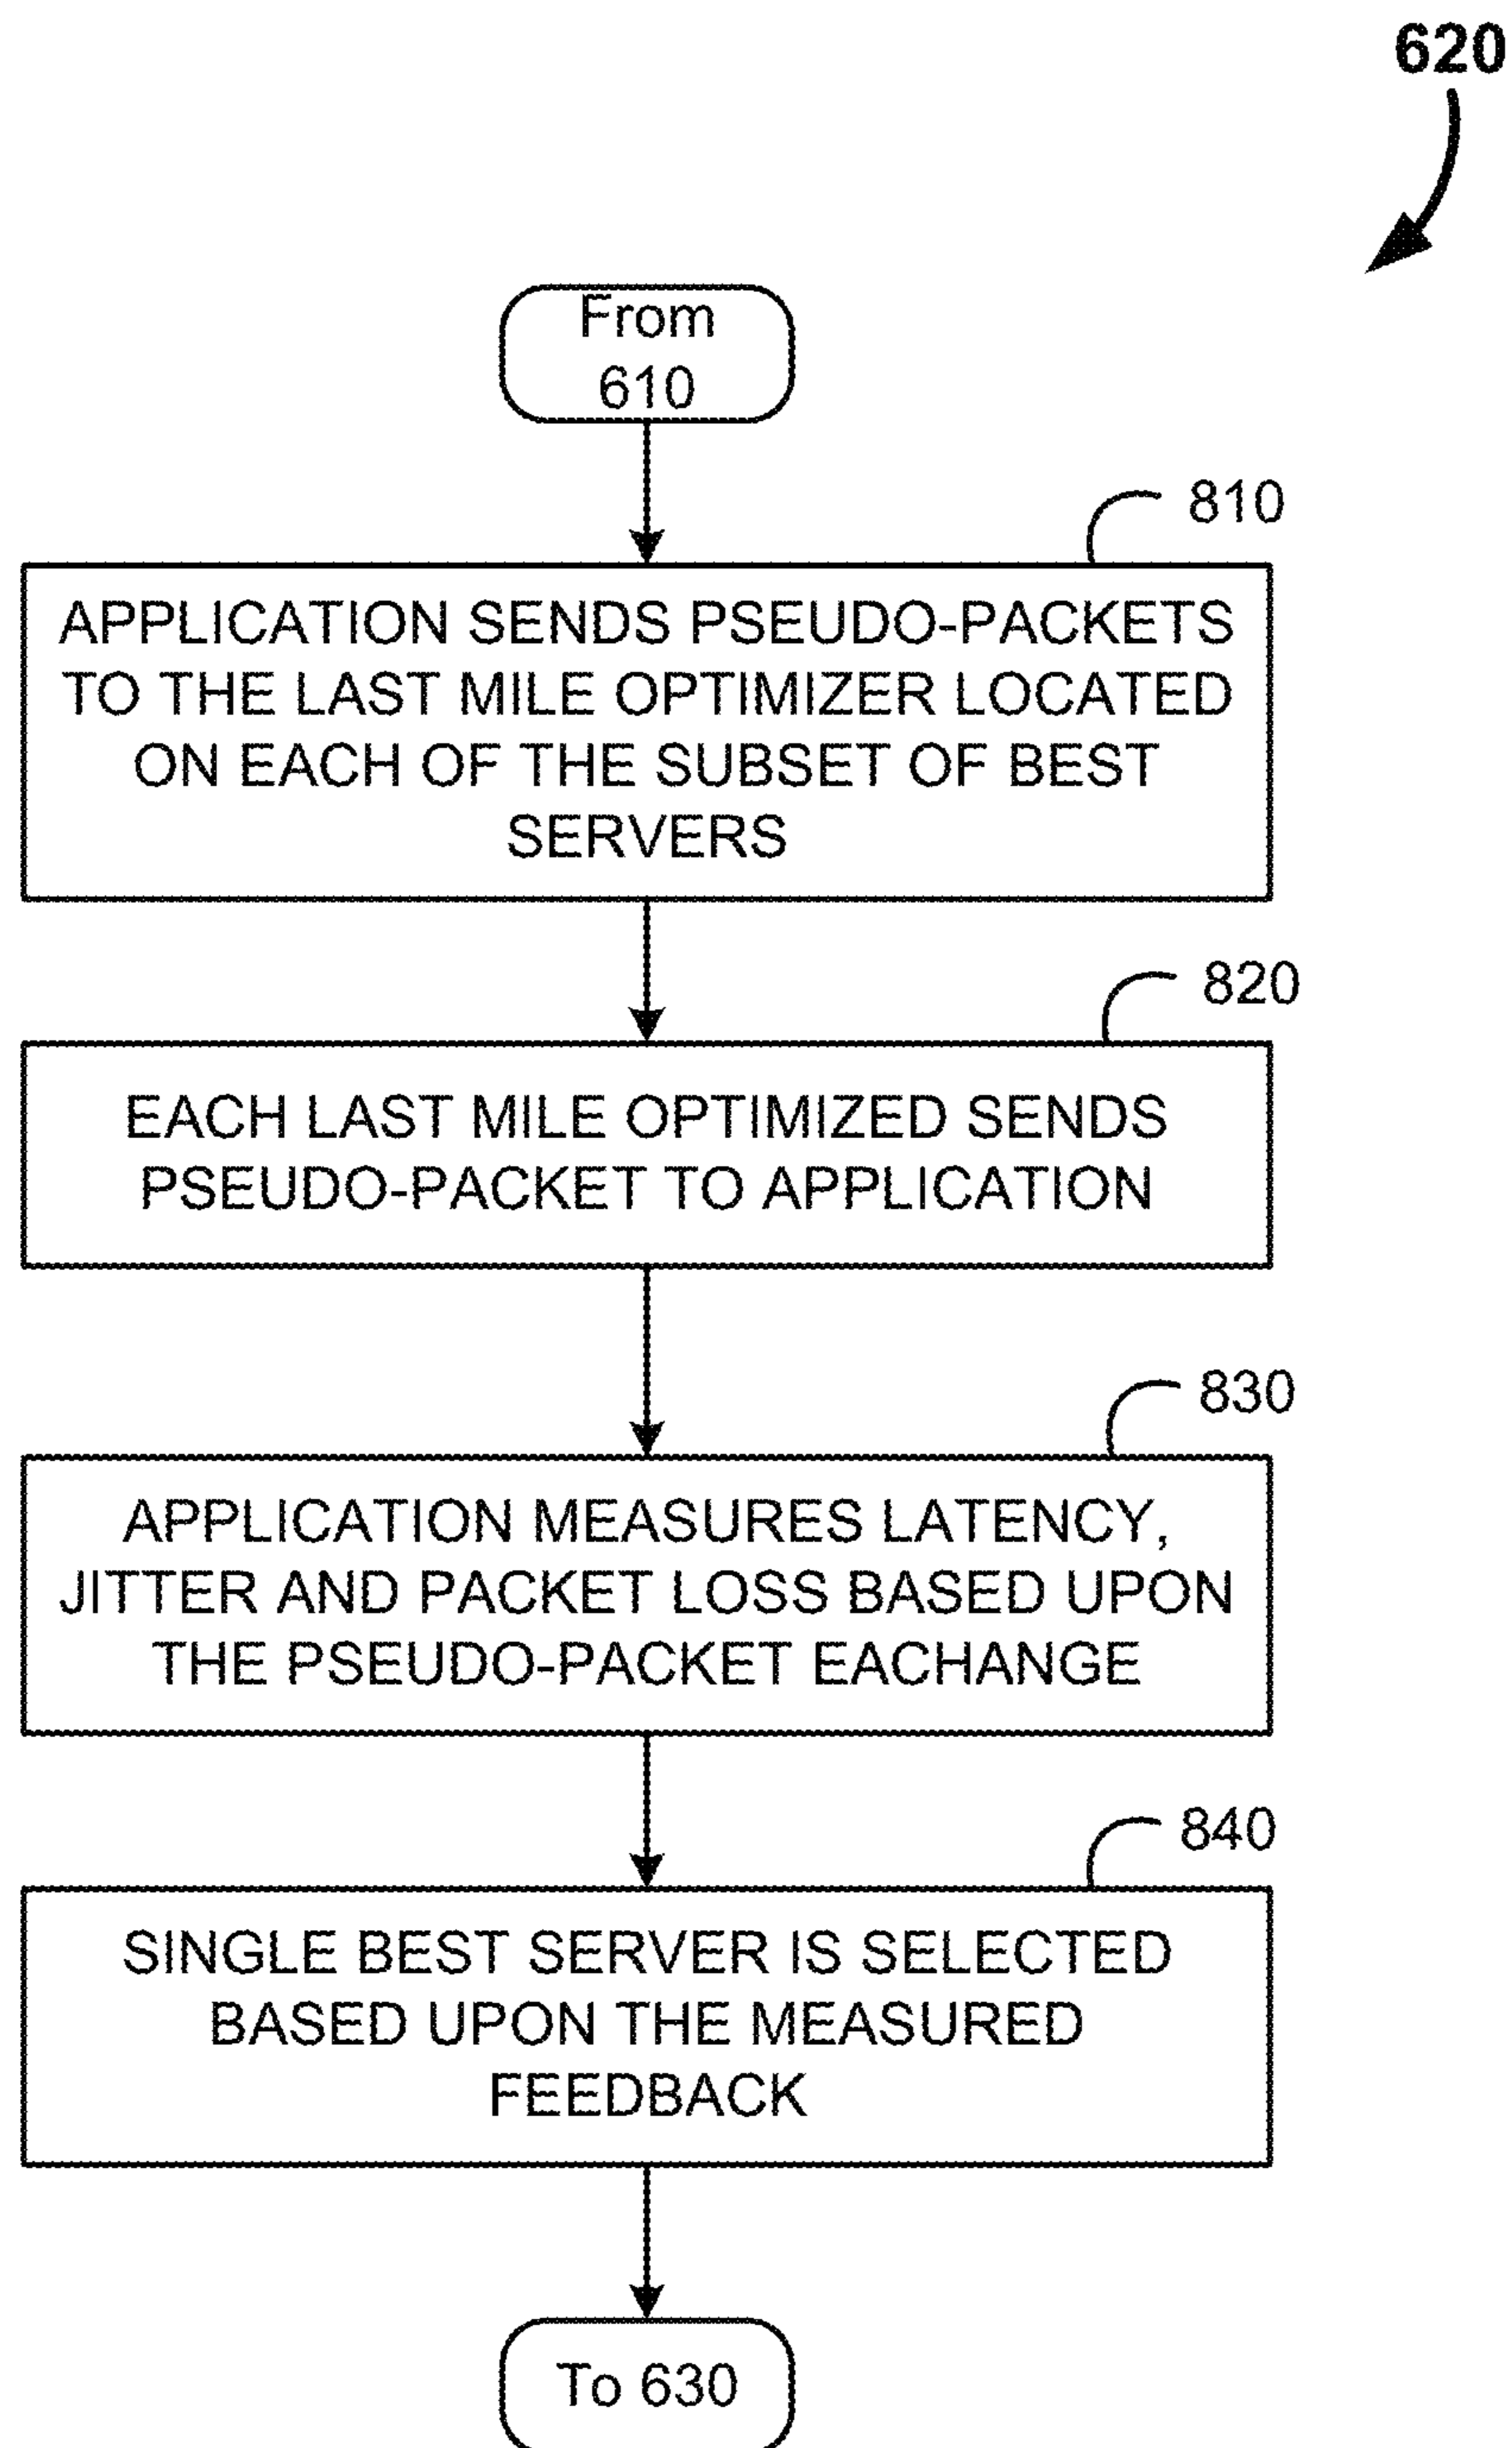 620
From
610
810
APPLICATION SENDS PSEUDO-PACKETS
TO THE LAST MILE OPTIMIZER LOCATED
ON EACH OF THE SUBSET OF BEST
SERVERS
820
EACH LAST MILE OPTIMIZED SENDS
PSEUDO-PACKET TO APPLICATION
830
APPLICATION MEASURES LATENCY,
JITTER AND PACKET LOSS BASED UPON
THE PSEUDO-PACKET EACHANGE
840
SINGLE BEST SERVER IS SELECTED
BASED UPON THE MEASURED
FEEDBACK
To 630